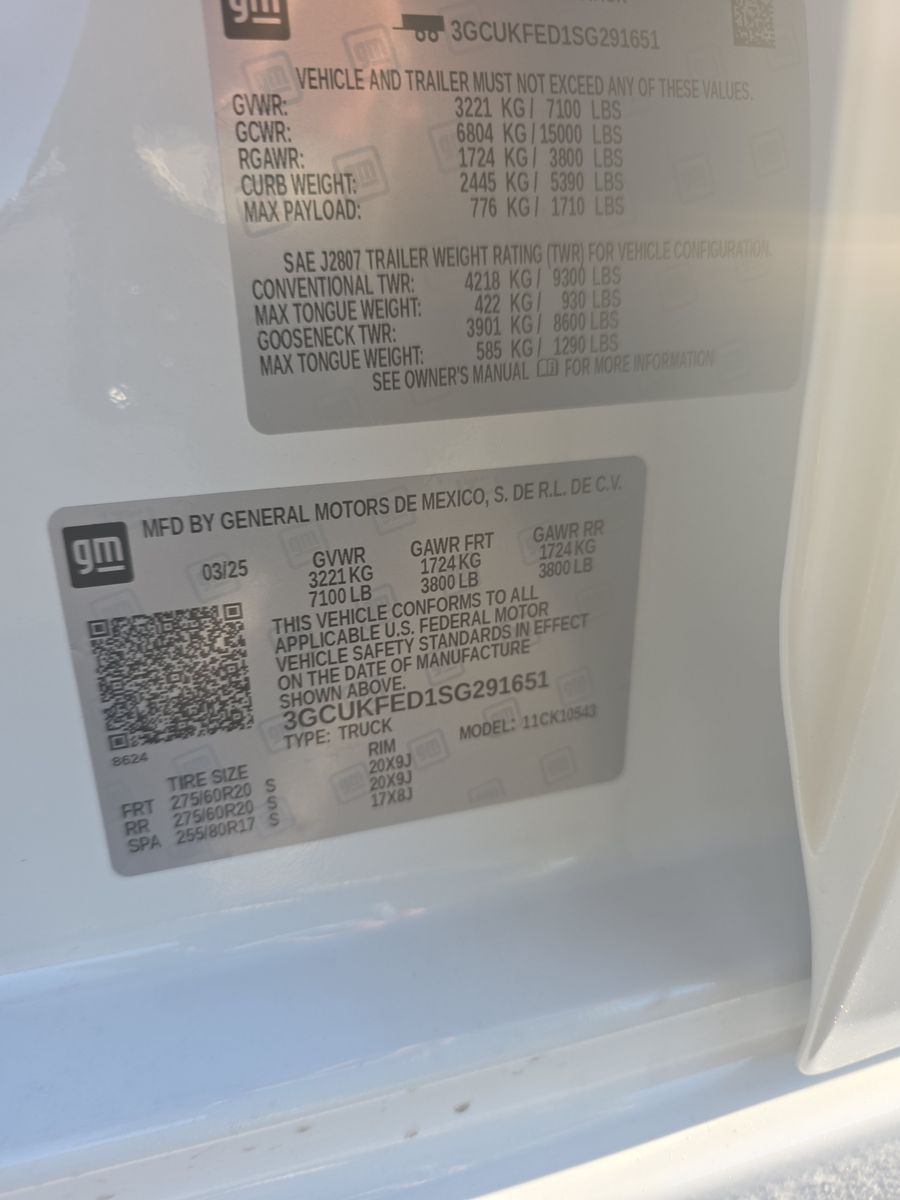 gm
3GCUKFED1SG291651
VEHICLE AND TRAILER MUST NOT EXCEED ANY OF THESE VALUES.
GVWR: 3221 KG / 7100 LBS
GCWR: 6804 KG / 15000 LBS
RGAWR: 1724 KG / 3800 LBS
CURB WEIGHT: 2445 KG / 5390 LBS
MAX PAYLOAD: 776 KG / 1710 LBS
SAE J2807 TRAILER WEIGHT RATING (TWR) FOR VEHICLE CONFIGURATION.
CONVENTIONAL TWR: 4218 KG / 9300 LBS
MAX TONGUE WEIGHT: 422 KG / 930 LBS
GOOSENECK TWR: 3901 KG / 8600 LBS
MAX TONGUE WEIGHT: 585 KG / 1290 LBS
SEE OWNER'S MANUAL FOR MORE INFORMATION
gm
MFD BY GENERAL MOTORS DE MEXICO, S. DE R.L. DE C.V.
03/25 GVWR GAWR FRT GAWR RR
3221 KG 1724 KG 1724 KG
7100 LB 3800 LB 3800 LB
THIS VEHICLE CONFORMS TO ALL
APPLICABLE U.S. FEDERAL MOTOR
VEHICLE SAFETY STANDARDS IN EFFECT
ON THE DATE OF MANUFACTURE
SHOWN ABOVE.
3GCUKFED1SG291651
TYPE: TRUCK MODEL: 11CK10543
8624
TIRE SIZE RIM
FRT 275/60R20 S 20X9J
RR 275/60R20 S 20X9J
SPA 255/80R17 S 17X8J